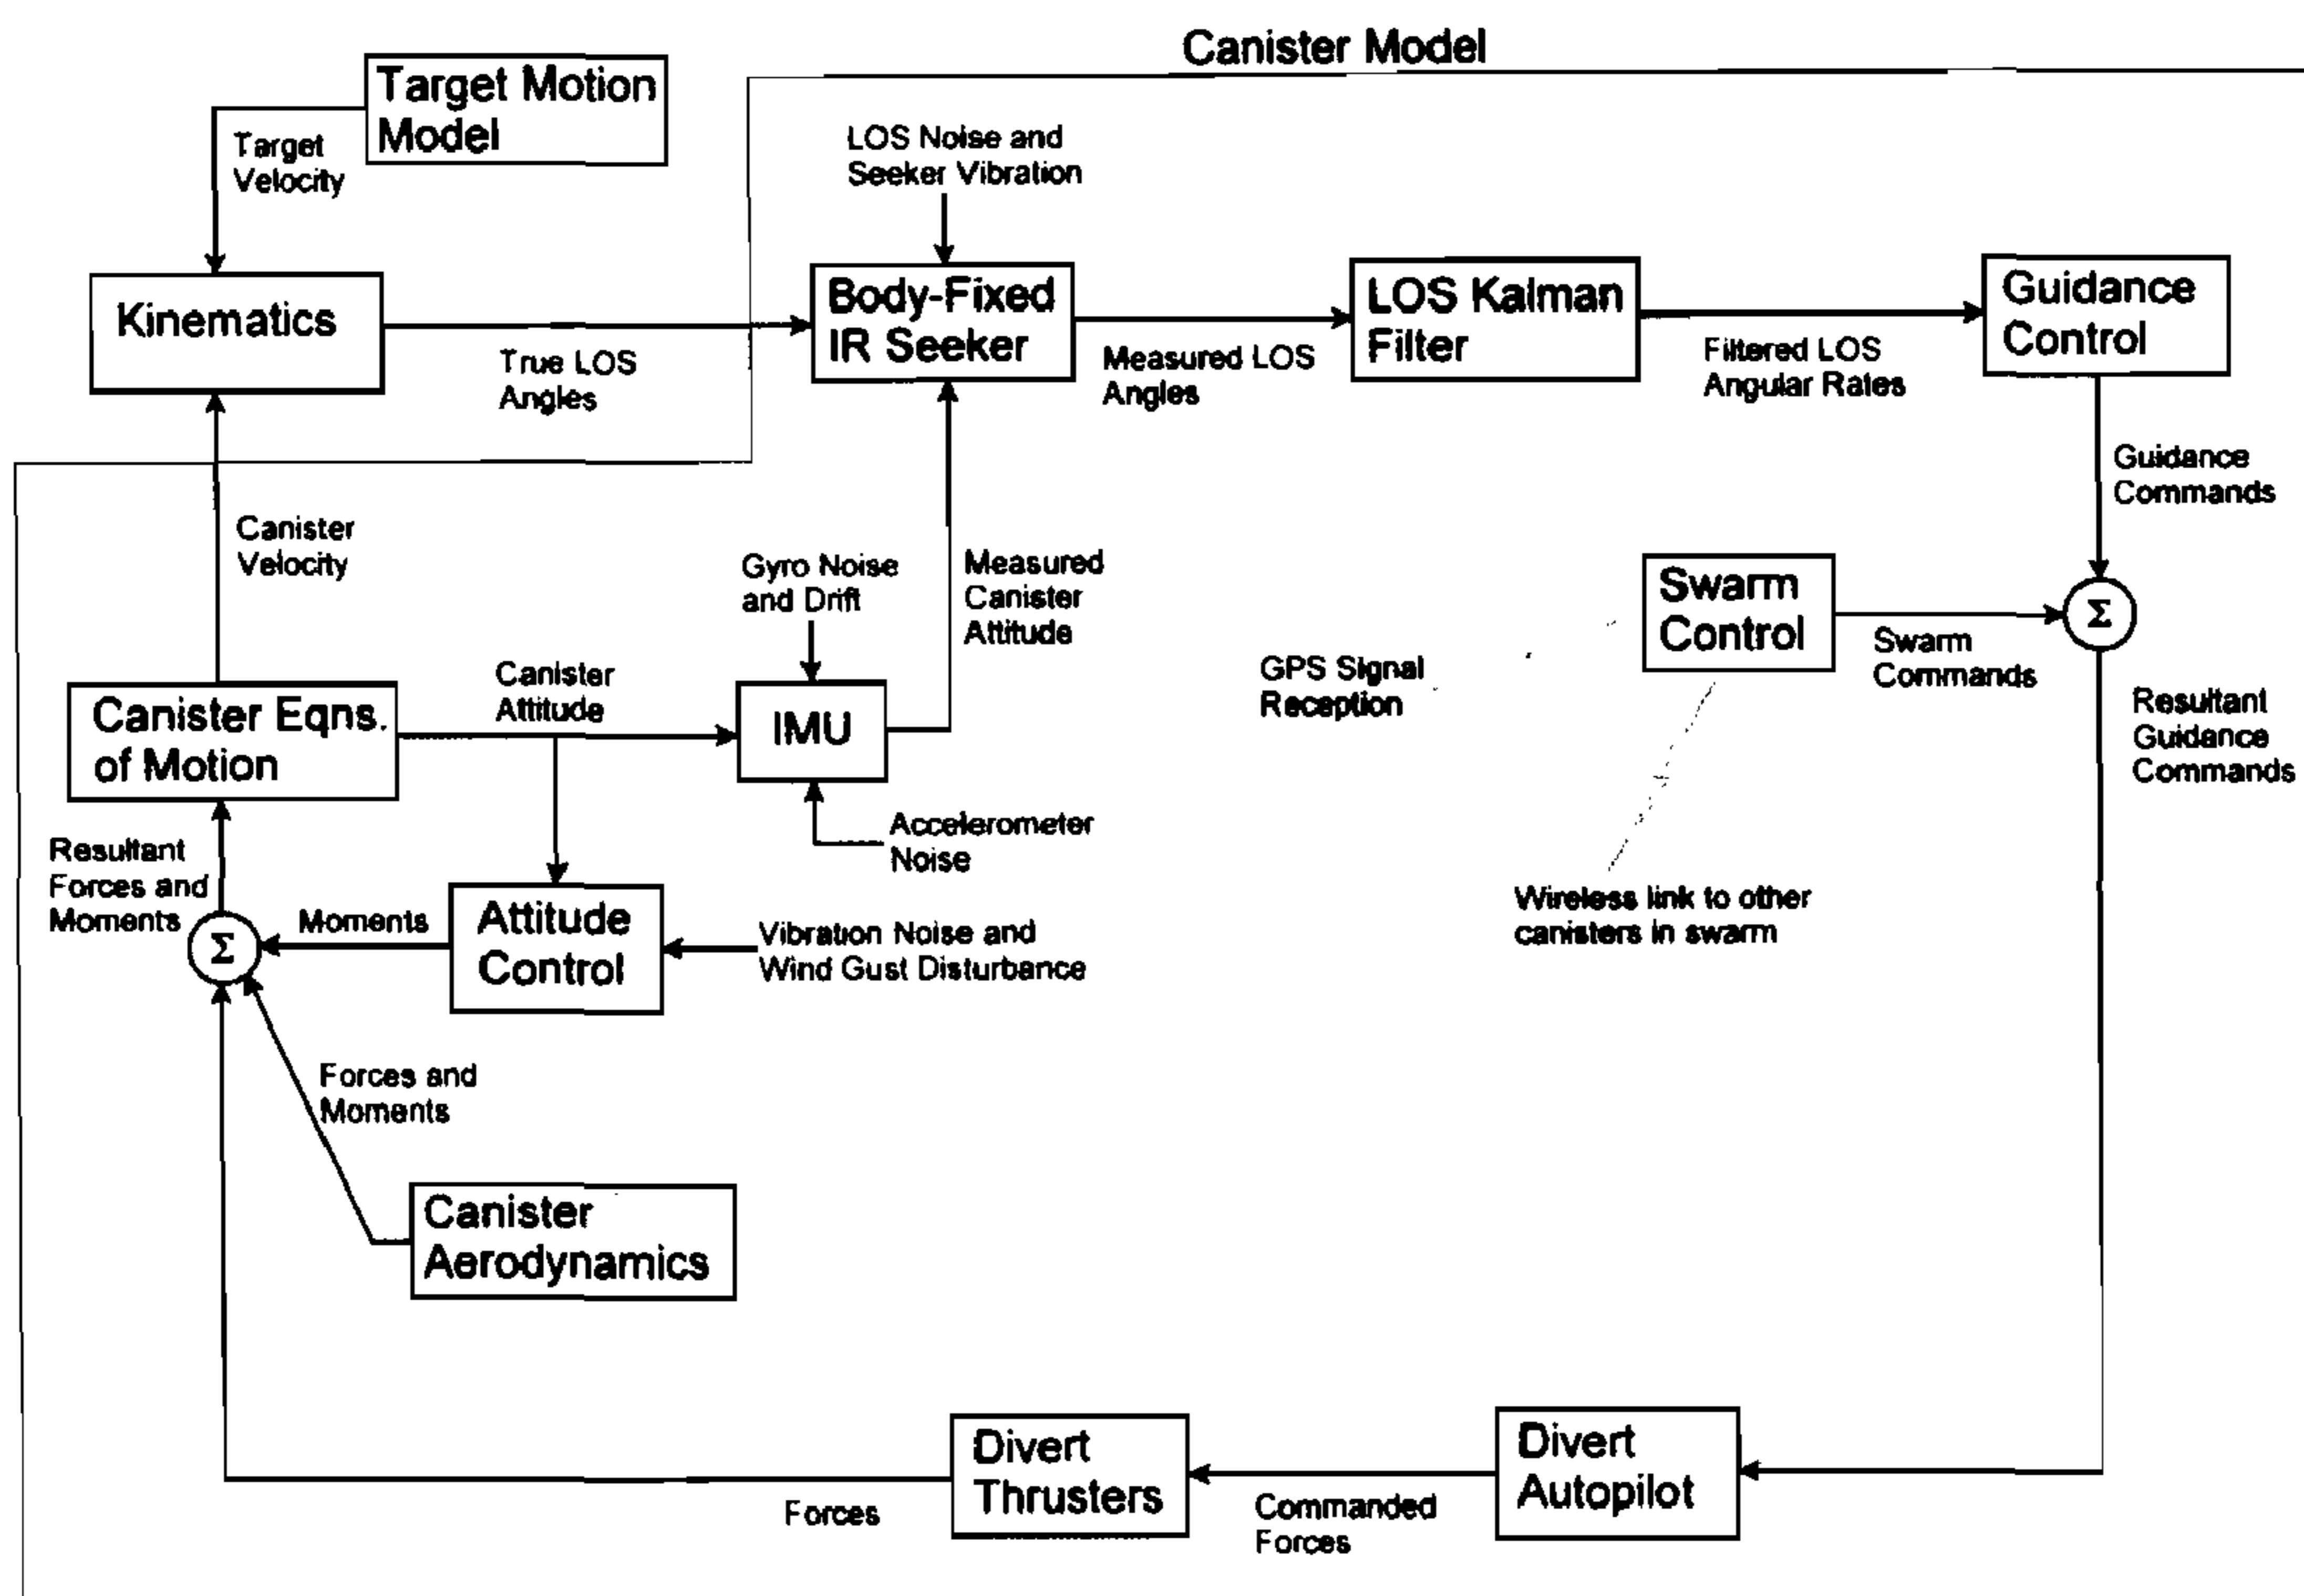 Canister Model
Target Motion
Model
Target
Velocity
LOS Noise and
Seeker Vibration
Kinematics
True LOS
Angles
Body-Fixed
IR Seeker
Measured LOS
Angles
LOS Kalman
Filter
Filtered LOS
Angular Rates
Guidance
Control
Guidance
Commands
Canister
Velocity
Gyro Noise
and Drift
Measured
Canister
Attitude
Swarm
Control
Swarm
Commands
Σ
GPS Signal
Reception
Resultant
Guidance
Commands
Canister Eqns.
of Motion
Canister
Attitude
IMU
Accelerometer
Noise
Resultant
Forces and
Moments
Σ
Moments
Attitude
Control
Vibration Noise and
Wind Gust Disturbance
Wireless link to other
canisters in swarm
Forces and
Moments
Canister
Aerodynamics
Forces
Divert
Thrusters
Commanded
Forces
Divert
Autopilot